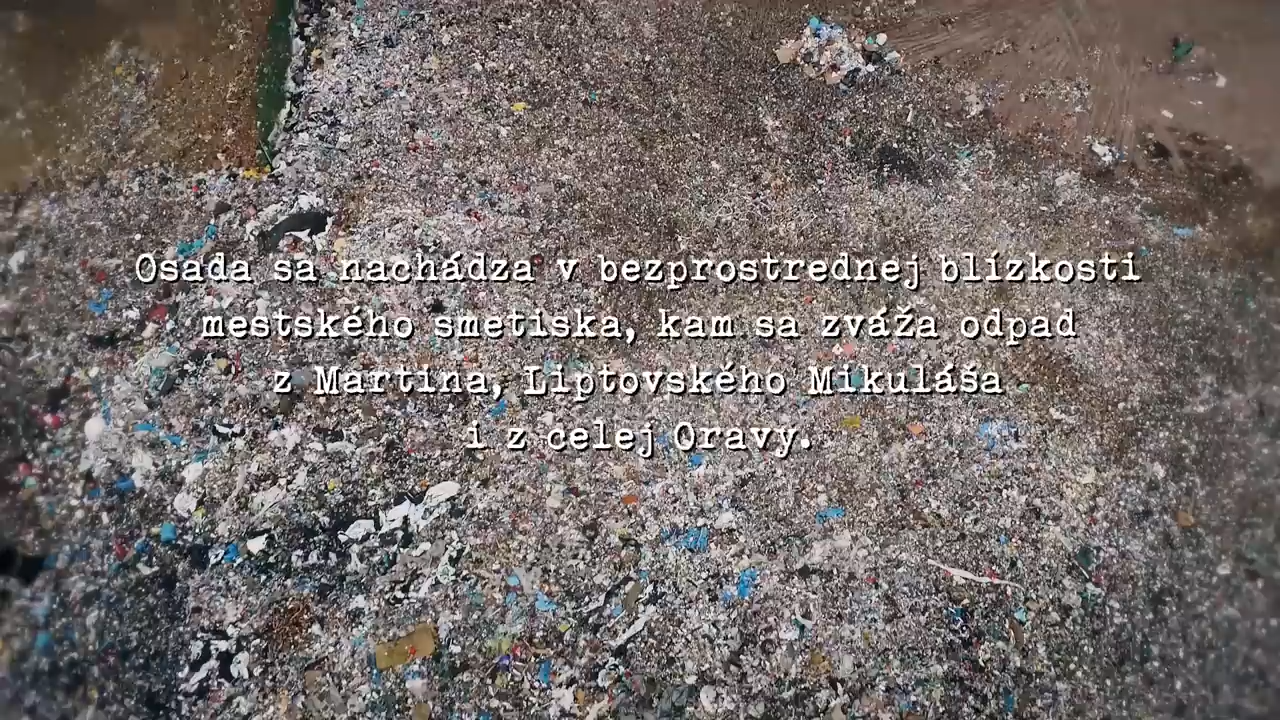 Osada sa nachádza v bezprostrednej blízkosti
mestského smetiska, kam sa zváža odpad
z Martina, Liptovského Mikuláša
i z celej Oravy.